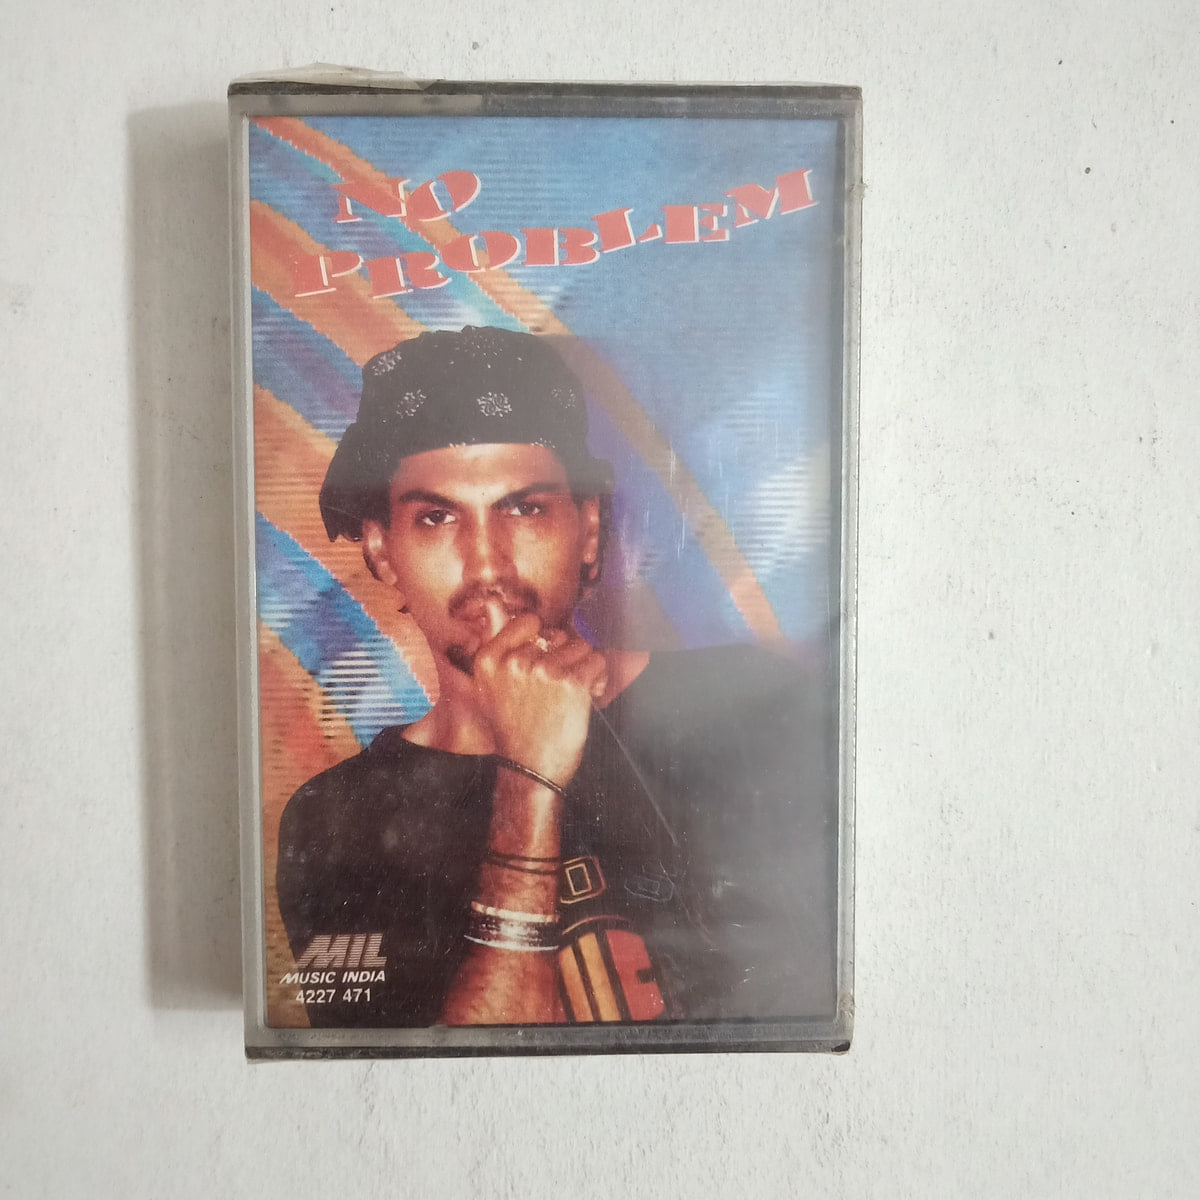 NO
PROBLEM
MIL
MUSIC INDIA
4227 471